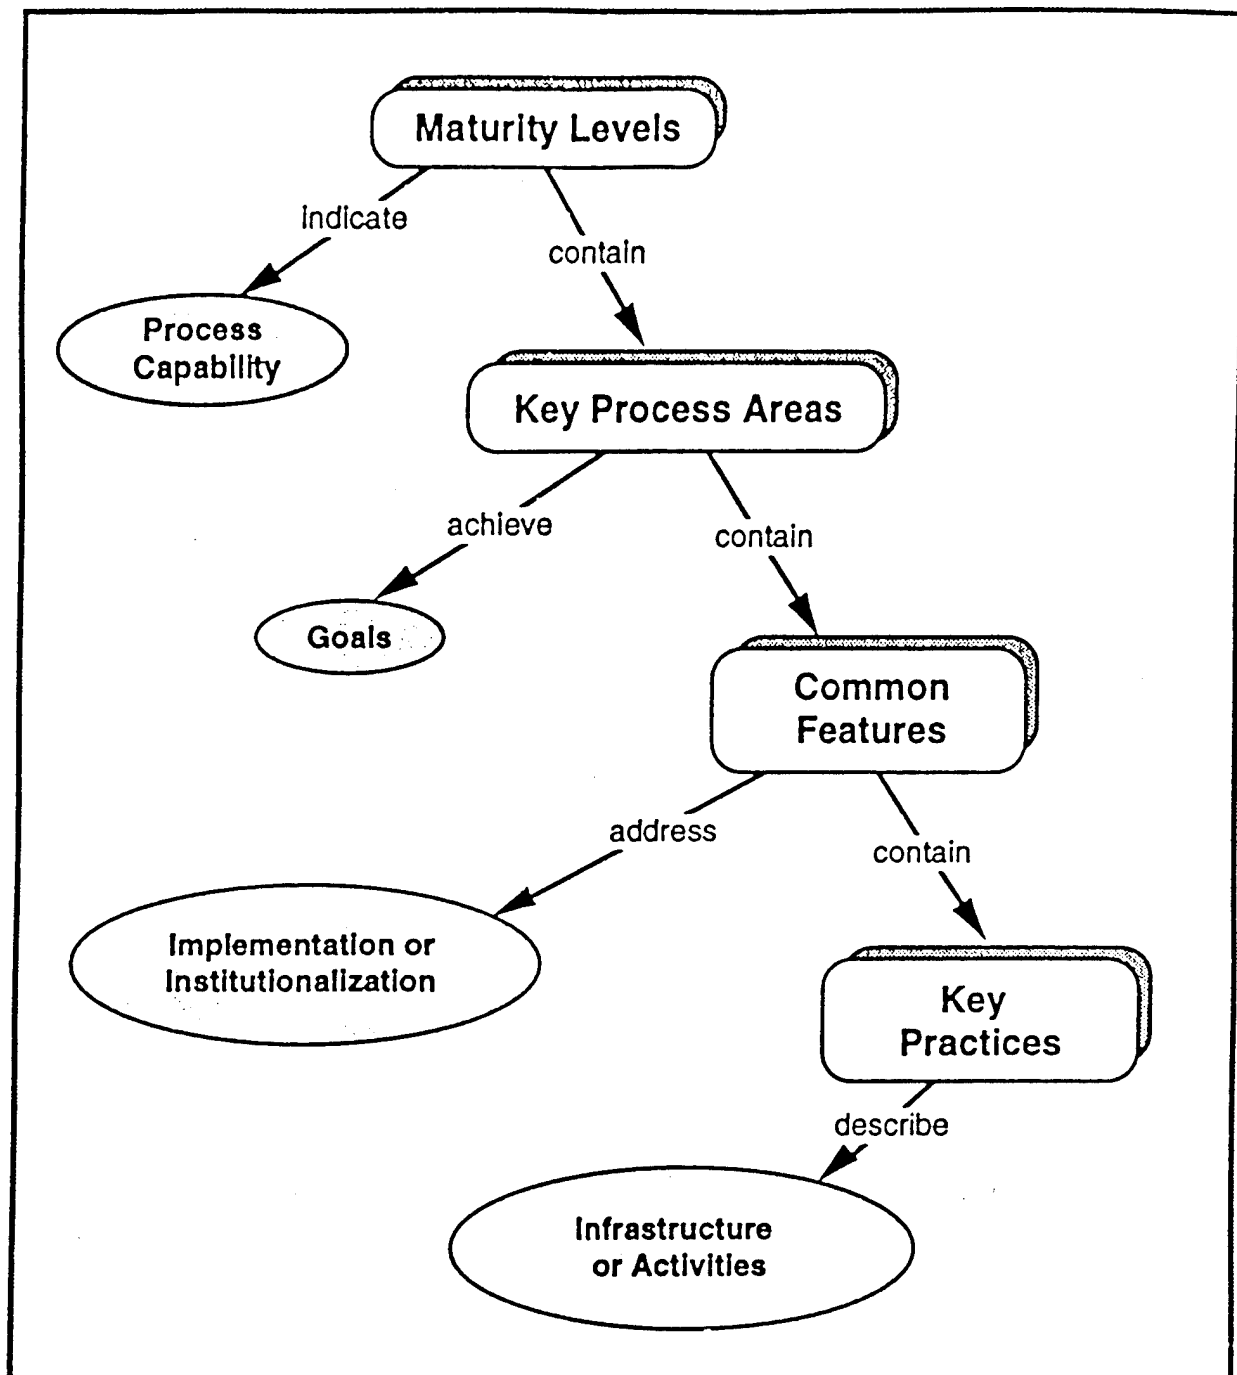 Maturity Levels
indicate
contain
Process
Capability
Key Process Areas
achieve
contain
Goals
Common
Features
address
contain
Implementation or
Institutionalization
Key
Practices
describe
Infrastructure
or Activities